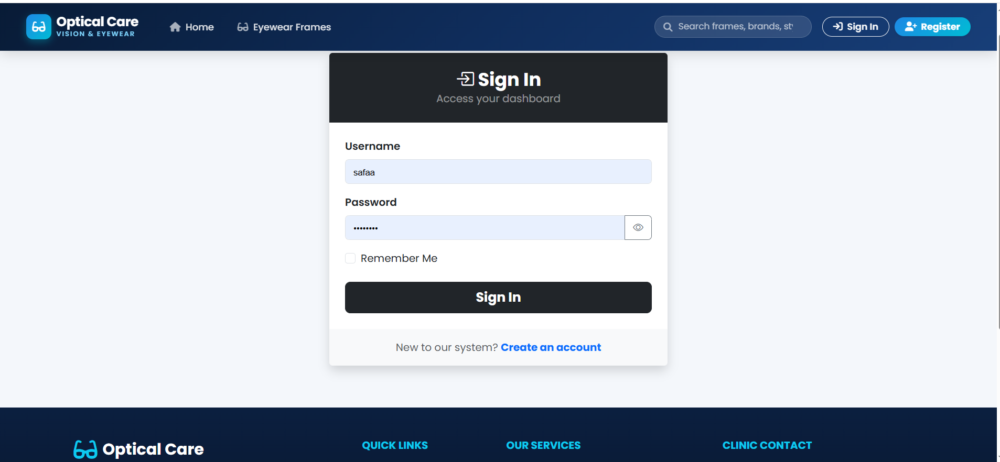 Optical Care
VISION & EYEWEAR
Home
Eyewear Frames
Search frames, brands, st
Sign In
Register
Sign In
Access your dashboard
Username
safaa
Password
••••••••
Remember Me
Sign In
New to our system? Create an account
Optical Care
QUICK LINKS
OUR SERVICES
CLINIC CONTACT